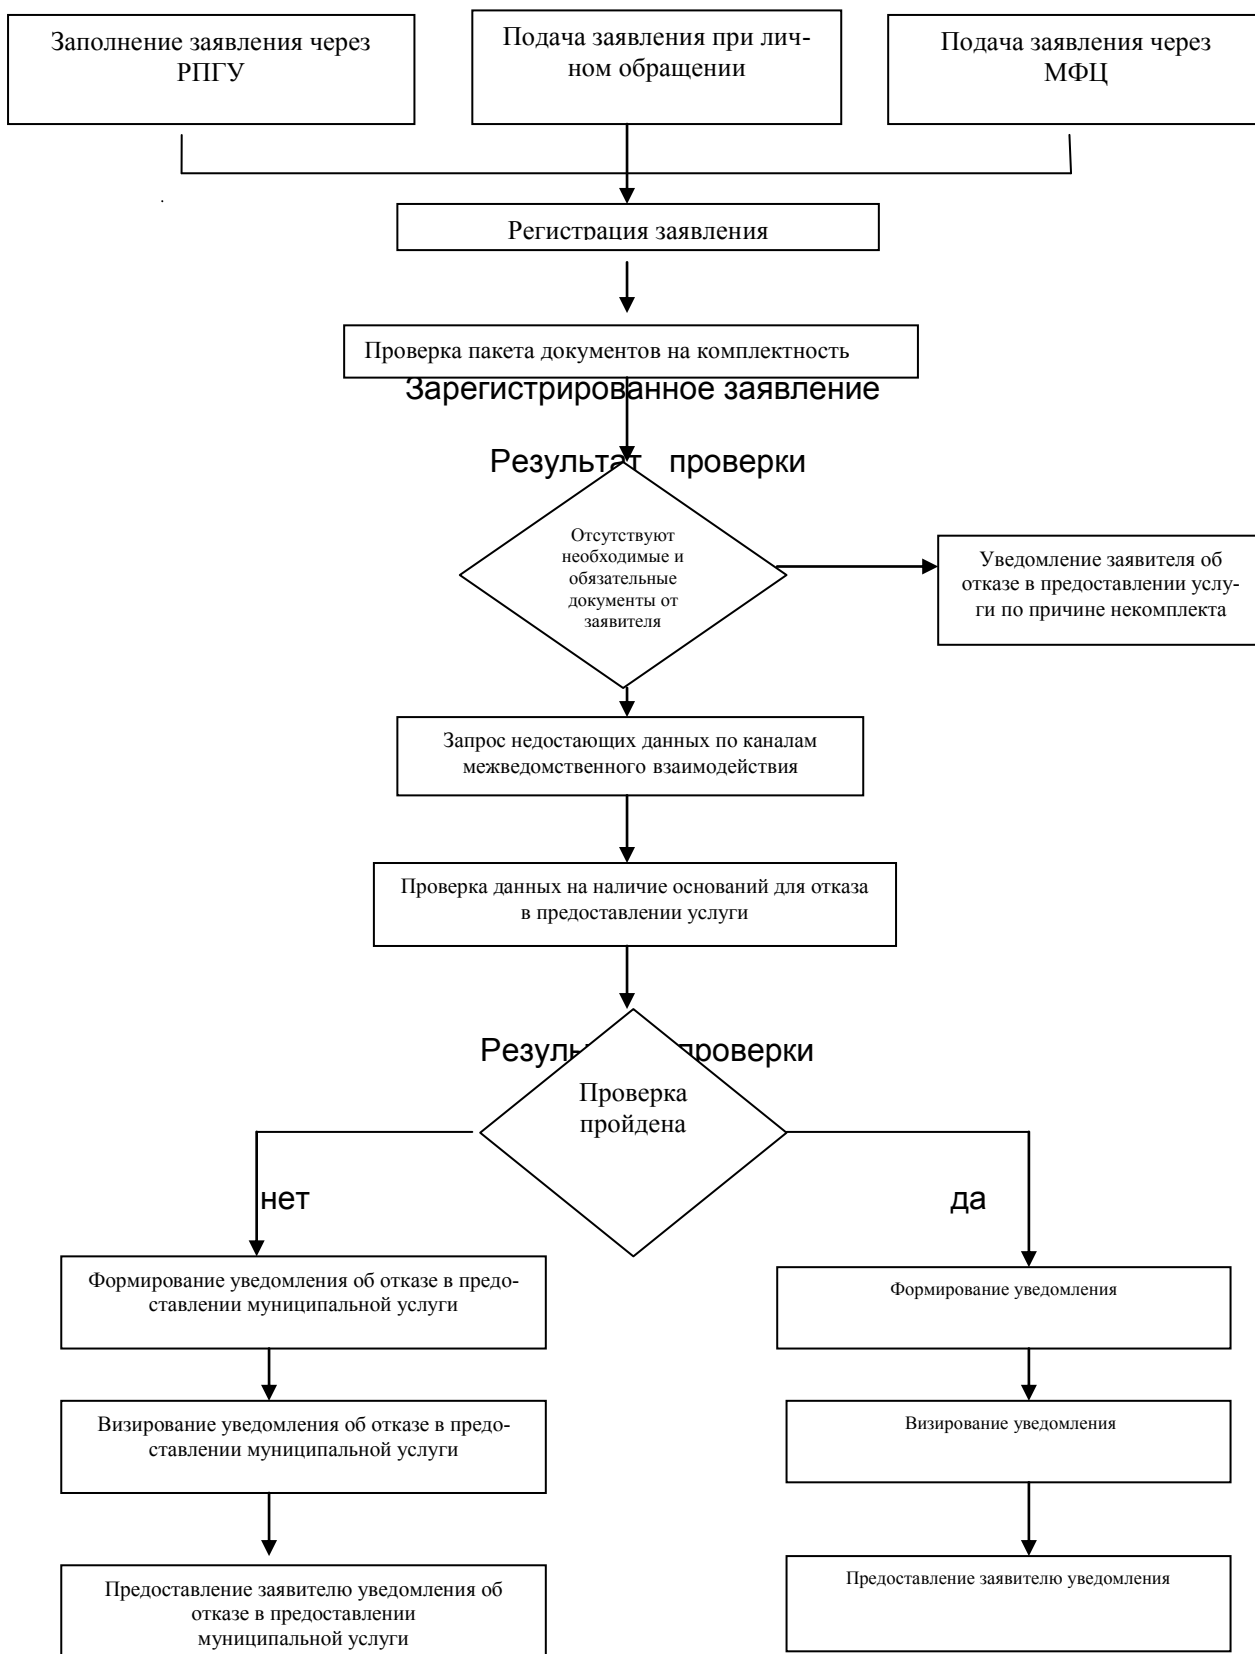 Заполнение заявления через
РПГУ
Подача заявления при лич-
ном обращении
Подача заявления через
МФЦ
.
Регистрация заявления
Проверка пакета документов на комплектность
Зарегистрированное заявление
Результат проверки
Отсутствуют
необходимые и
обязательные
документы от
заявителя
Уведомление заявителя об
отказе в предоставлении услу-
ги по причине некомплекта
Запрос недостающих данных по каналам
межведомственного взаимодействия
Проверка данных на наличие оснований для отказа
в предоставлении услуги
Результ проверки
Проверка
пройдена
нет
да
Формирование уведомления об отказе в предо-
ставлении муниципальной услуги
Формирование уведомления
Визирование уведомления об отказе в предо-
ставлении муниципальной услуги
Визирование уведомления
Предоставление заявителю уведомления об
отказе в предоставлении
муниципальной услуги
Предоставление заявителю уведомления